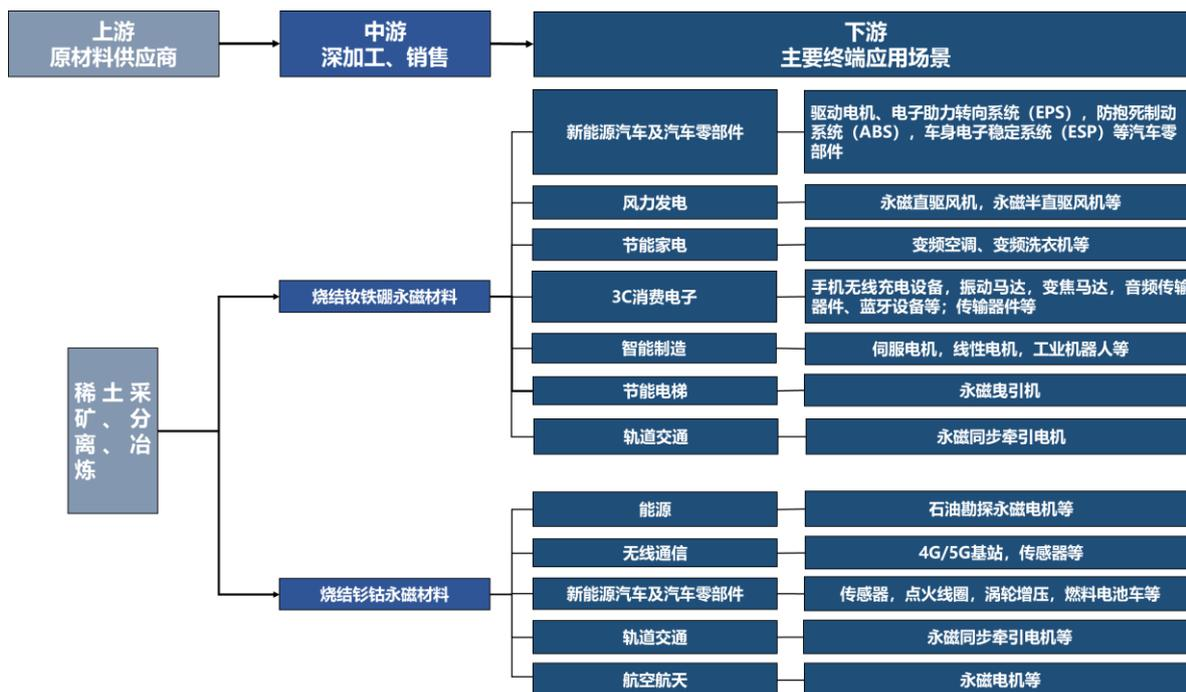 上游
原材料供应商
中游
深加工、销售
下游
主要终端应用场景
稀土采
矿、分
离、冶
炼
烧结钕铁硼永磁材料
新能源汽车及汽车零部件
驱动电机、电子助力转向系统（EPS），防抱死制动
系统（ABS），车身电子稳定系统（ESP）等汽车零
部件
风力发电
永磁直驱风机，永磁半直驱风机等
节能家电
变频空调、变频洗衣机等
3C消费电子
手机无线充电设备，振动马达，变焦马达，音频传输
器件、蓝牙设备等；传输器件等
智能制造
伺服电机，线性电机，工业机器人等
节能电梯
永磁曳引机
轨道交通
永磁同步牵引电机
烧结钐钴永磁材料
能源
石油勘探永磁电机等
无线通信
4G/5G基站，传感器等
新能源汽车及汽车零部件
传感器，点火线圈，涡轮增压，燃料电池车等
轨道交通
永磁同步牵引电机等
航空航天
永磁电机等